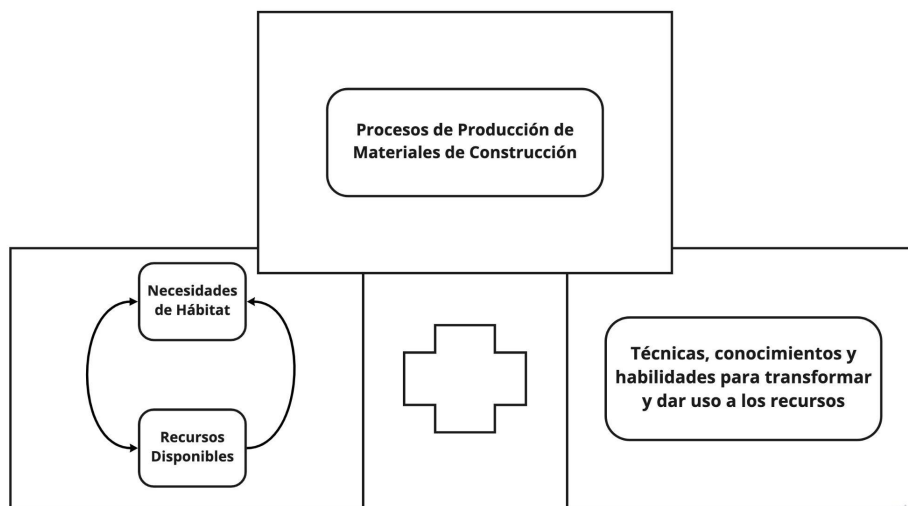 Procesos de Producción de
Materiales de Construcción
Necesidades
de Hábitat
Recursos
Disponibles
Técnicas, conocimientos y
habilidades para transformar
y dar uso a los recursos